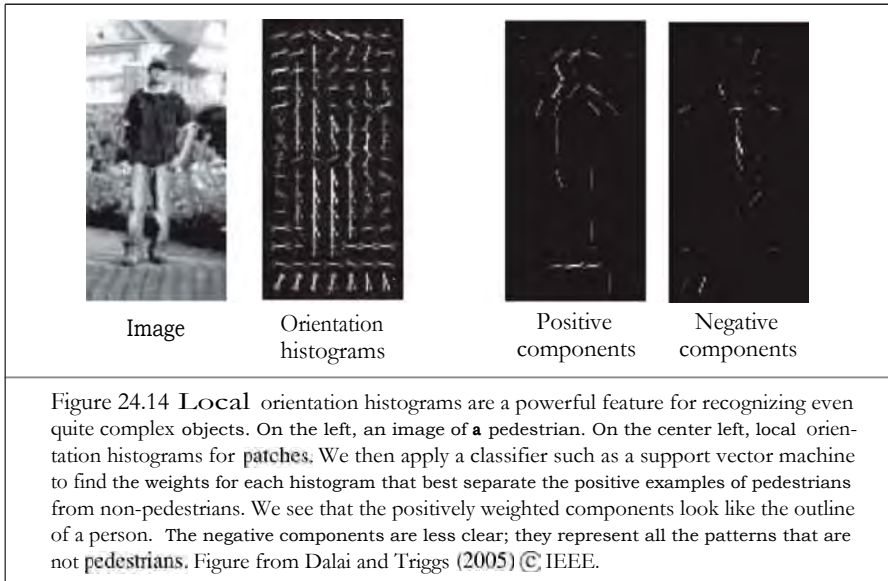 Image
Orientation
histograms
Positive
components
Negative
components
Figure 24.14 Local orientation histograms are a powerful feature for recognizing even
quite complex objects. On the left, an image of a pedestrian. On the center left, local orien-
tation histograms for patches. We then apply a classifier such as a support vector machine
to find the weights for each histogram that best separate the positive examples of pedestrians
from non-pedestrians. We see that the positively weighted components look like the outline
of a person. The negative components are less clear; they represent all the patterns that are
not pedestrians. Figure from Dalai and Triggs (2005) © IEEE.